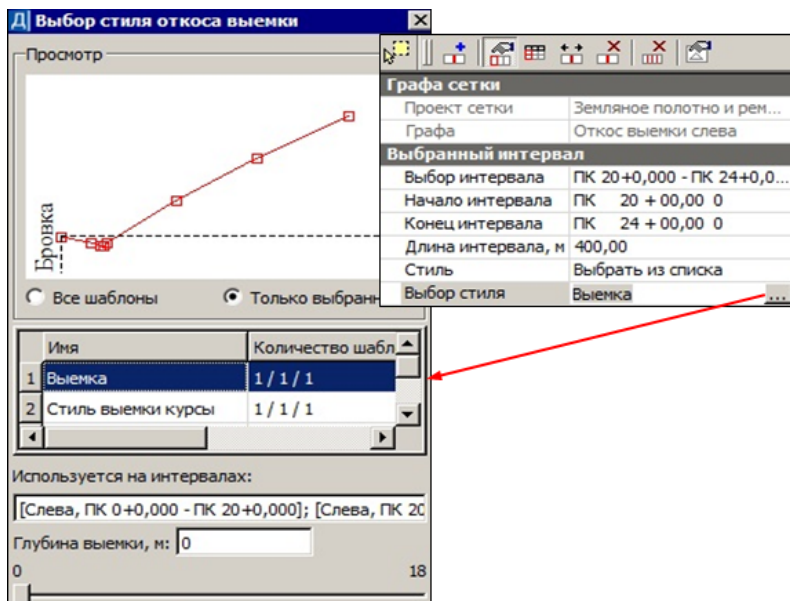 Выбор стиля откоса выемки
Просмотр
Бровка
Все шаблоны
Только выбранн
Имя
Количество шабл
1 Выемка 1 / 1 / 1
2 Стиль выемки курсы 1 / 1 / 1
Используется на интервалах:
[Слева, ПК 0+0,000 - ПК 20+0,000]; [Слева, ПК 20
Глубина выемки, м: 0
0 18
Графа сетки
Проект сетки Земляное полотно и рем...
Графа Откос выемки слева
Выбранный интервал
Выбор интервала ПК 20+0,000 - ПК 24+0,0...
Начало интервала ПК 20 + 00,00 0
Конец интервала ПК 24 + 00,00 0
Длина интервала, м 400,00
Стиль Выбрать из списка
Выбор стиля Выемка ...